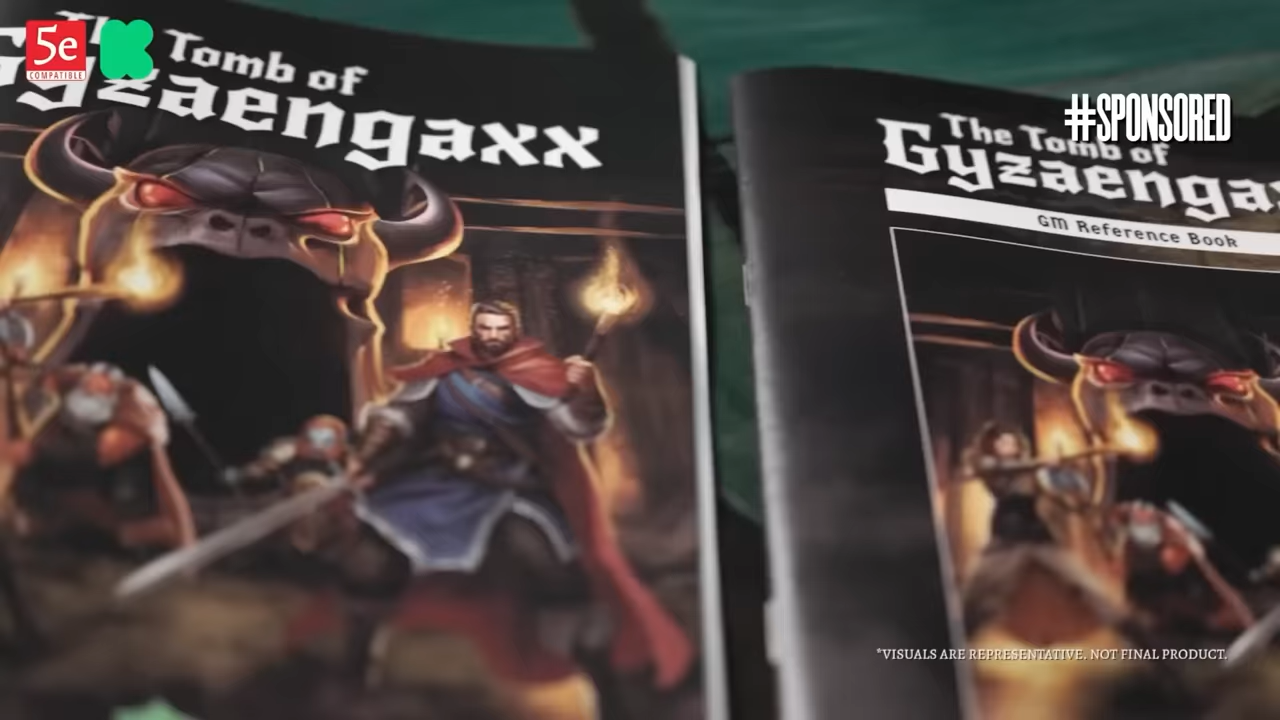 5e
COMPATIBLE
The Tomb of
Gyzaengaxx
#SPONSORED
The Tomb of
Gyzaengax
GM Reference Book
*VISUALS ARE REPRESENTATIVE. NOT FINAL PRODUCT.